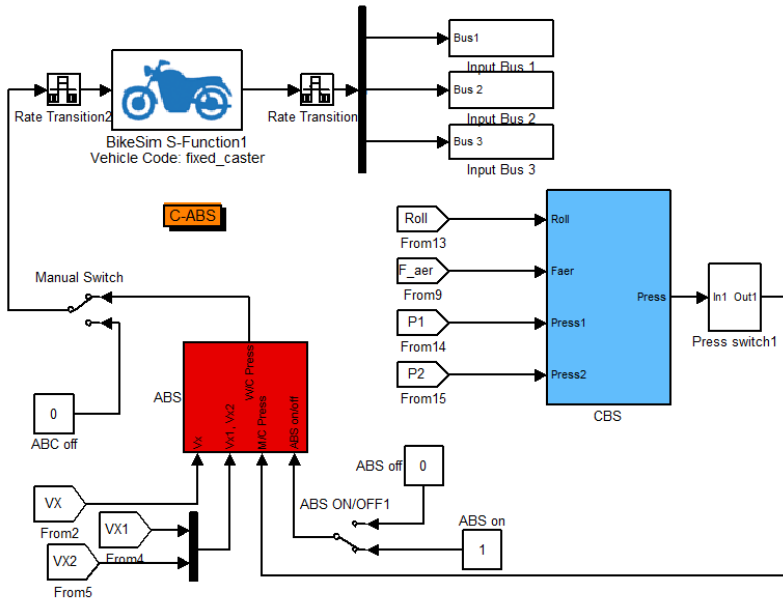 Bus1
Input Bus 1
Bus 2
Input Bus 2
Bus 3
Input Bus 3
Rate Transition2
Rate Transition
BikeSim S-Function1
Vehicle Code: fixed_caster
C-ABS
Roll
From13
F_aer
From9
P1
From14
P2
From15
Roll
Faer
Press1
Press2
Press
CBS
In1 Out1
Press switch1
Manual Switch
0
ABC off
ABS
Vx
Vx1, Vx2
W/C Press
M/C Press
ABS on/off
ABS off
0
ABS ON/OFF1
ABS on
1
VX
From2
VX1
From4
VX2
From5